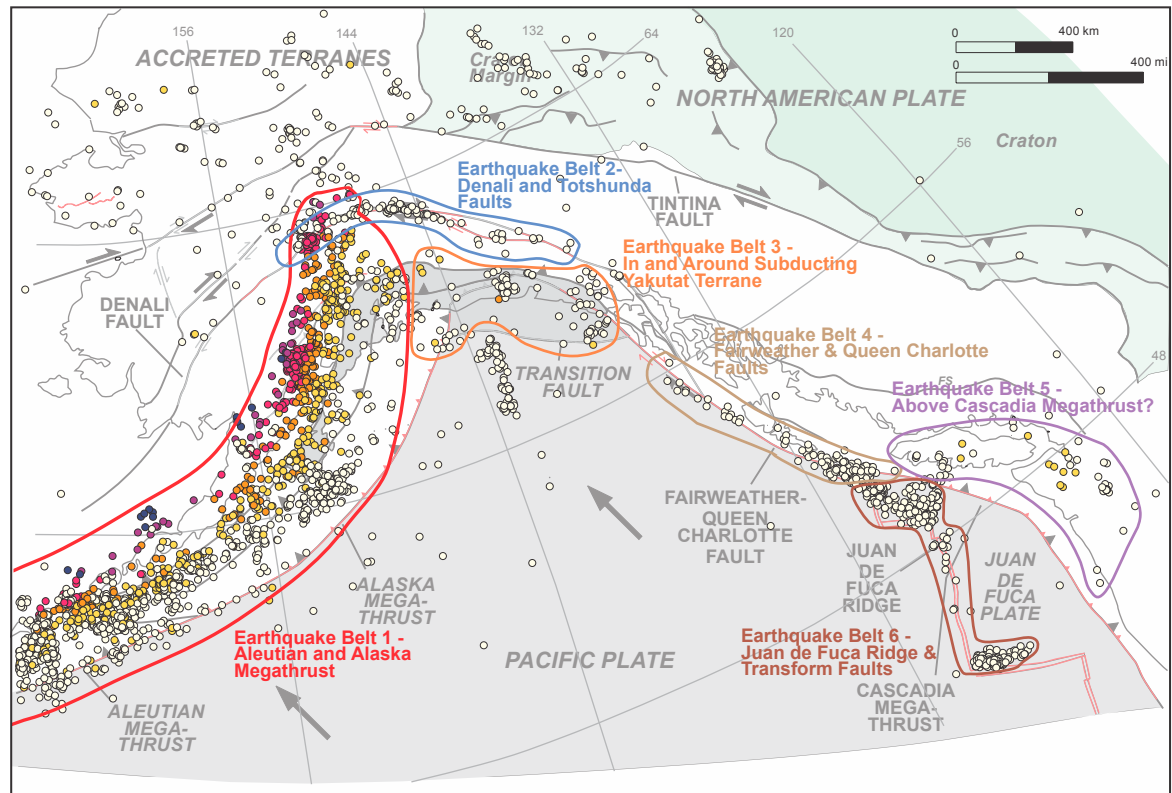 156
144
132
64
120
0
400 km
0
400 mi
ACCRETED TERRANES
Craton
Margin
NORTH AMERICAN PLATE
56
Craton
Earthquake Belt 2-
Denali and Totshunda
Faults
TINTINA
FAULT
Earthquake Belt 3 -
In and Around Subducting
Yakutat Terrane
DENALI
FAULT
Earthquake Belt 4 -
Fairweather & Queen Charlotte
Faults
48
TRANSITION
FAULT
Earthquake Belt 5 -
Above Cascadia Megathrust?
FAIRWEATHER-
QUEEN
CHARLOTTE
FAULT
JUAN
DE
FUCA
RIDGE
JUAN
DE
FUCA
PLATE
ALASKA
MEGA-
THRUST
Earthquake Belt 1 -
Aleutian and Alaska
Megathrust
PACIFIC PLATE
Earthquake Belt 6 -
Juan de Fuca Ridge &
Transform Faults
CASCADIA
MEGA-
THRUST
ALEUTIAN
MEGA-
THRUST